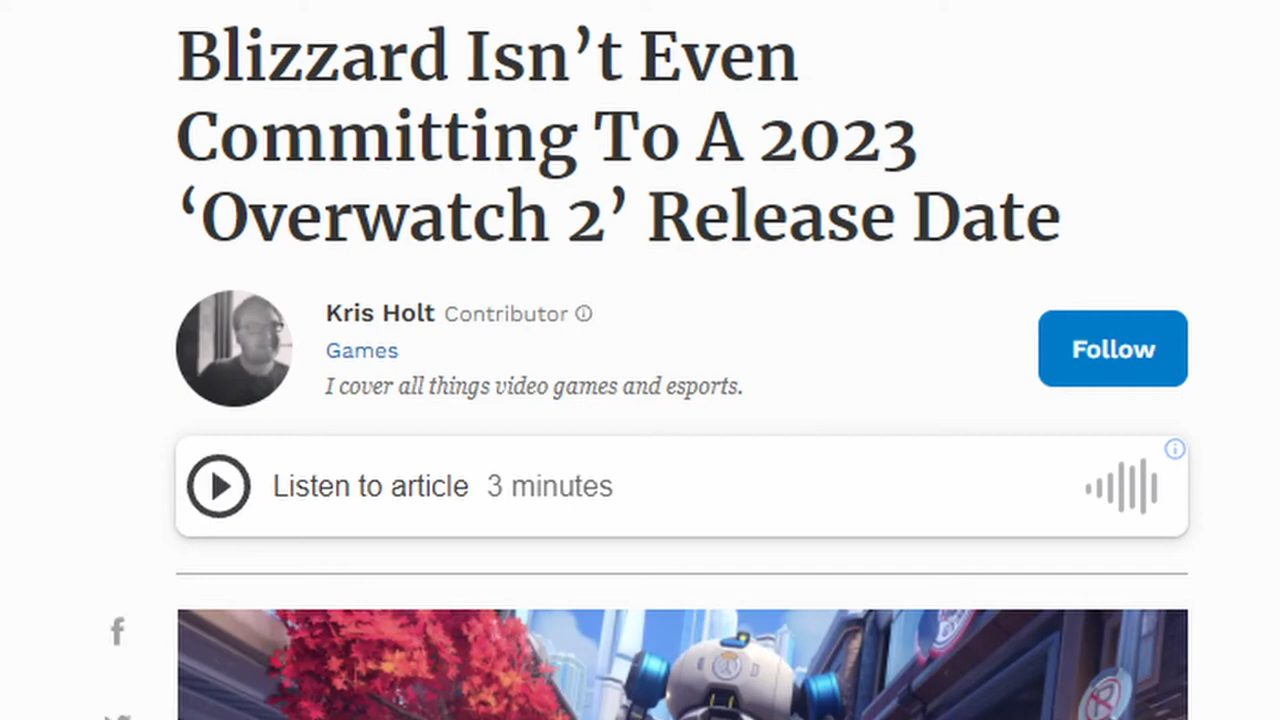 Blizzard Isn’t Even
Committing To A 2023
‘Overwatch 2’ Release Date
Kris Holt Contributor
Games
I cover all things video games and esports.
Follow
Listen to article 3 minutes